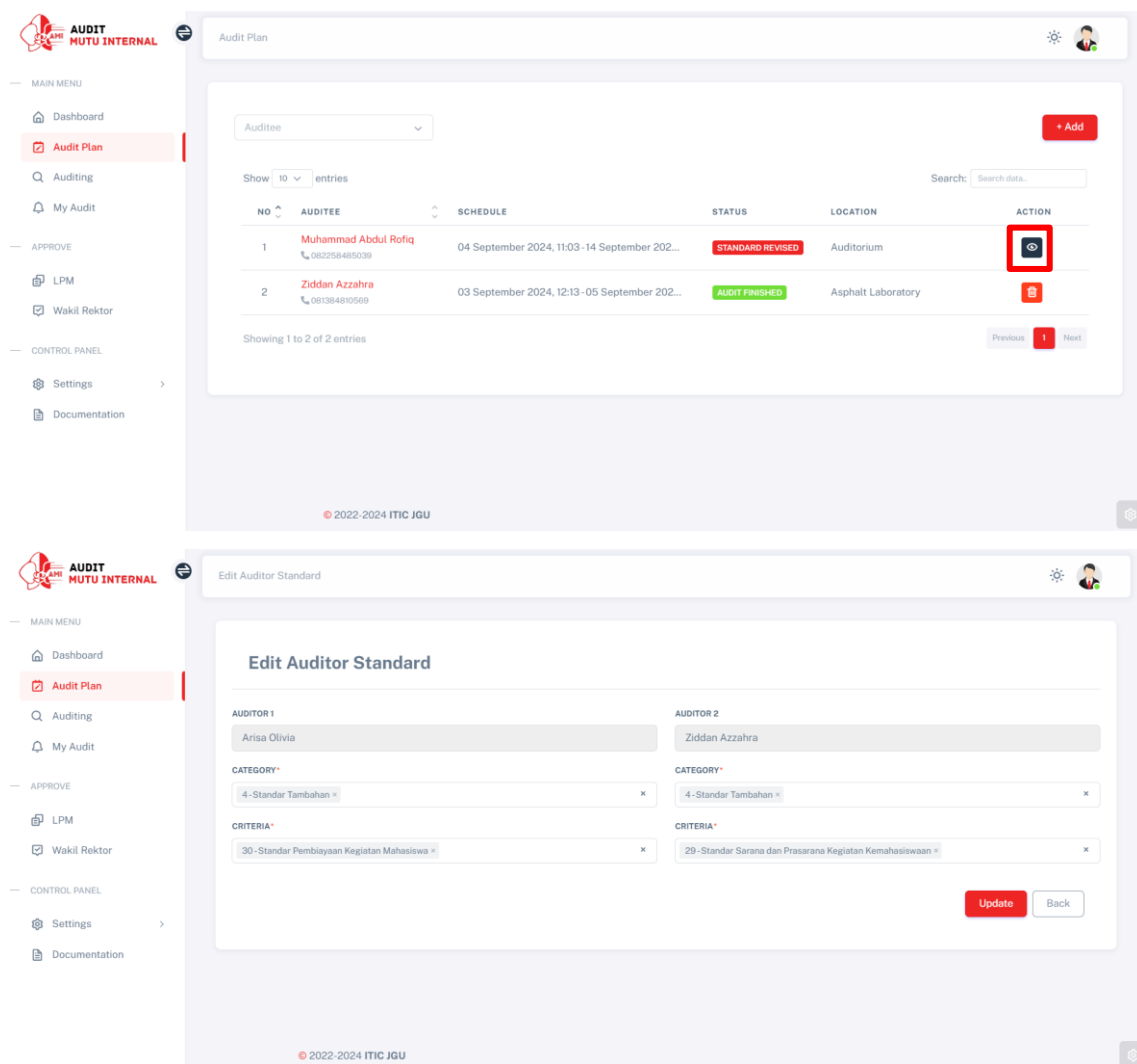 AUDIT
AMI MUTU INTERNAL
Audit Plan
MAIN MENU
Dashboard
Audit Plan
Auditing
My Audit
APPROVE
LPM
Wakil Rektor
CONTROL PANEL
Settings
Documentation
Auditee
+ Add
Show 10 entries
Search: Search data..
NO AUDITEE SCHEDULE STATUS LOCATION ACTION
1 Muhammad Abdul Rofiq 04 September 2024, 11:03 - 14 September 202... STANDARD REVISED Auditorium
082258485039
2 Ziddan Azzahra 03 September 2024, 12:13 - 05 September 202... AUDIT FINISHED Asphalt Laboratory
081384810569
Showing 1 to 2 of 2 entries
Previous 1 Next
© 2022-2024 ITIC JGU
AUDIT
AMI MUTU INTERNAL
Edit Auditor Standard
MAIN MENU
Dashboard
Audit Plan
Auditing
My Audit
APPROVE
LPM
Wakil Rektor
CONTROL PANEL
Settings
Documentation
Edit Auditor Standard
AUDITOR 1 AUDITOR 2
Arisa Olivia Ziddan Azzahra
CATEGORY* CATEGORY*
4 - Standar Tambahan × × 4 - Standar Tambahan × ×
CRITERIA* CRITERIA*
30 - Standar Pembiayaan Kegiatan Mahasiswa × × 29 - Standar Sarana dan Prasarana Kegiatan Kemahasiswaan × ×
Update Back
© 2022-2024 ITIC JGU